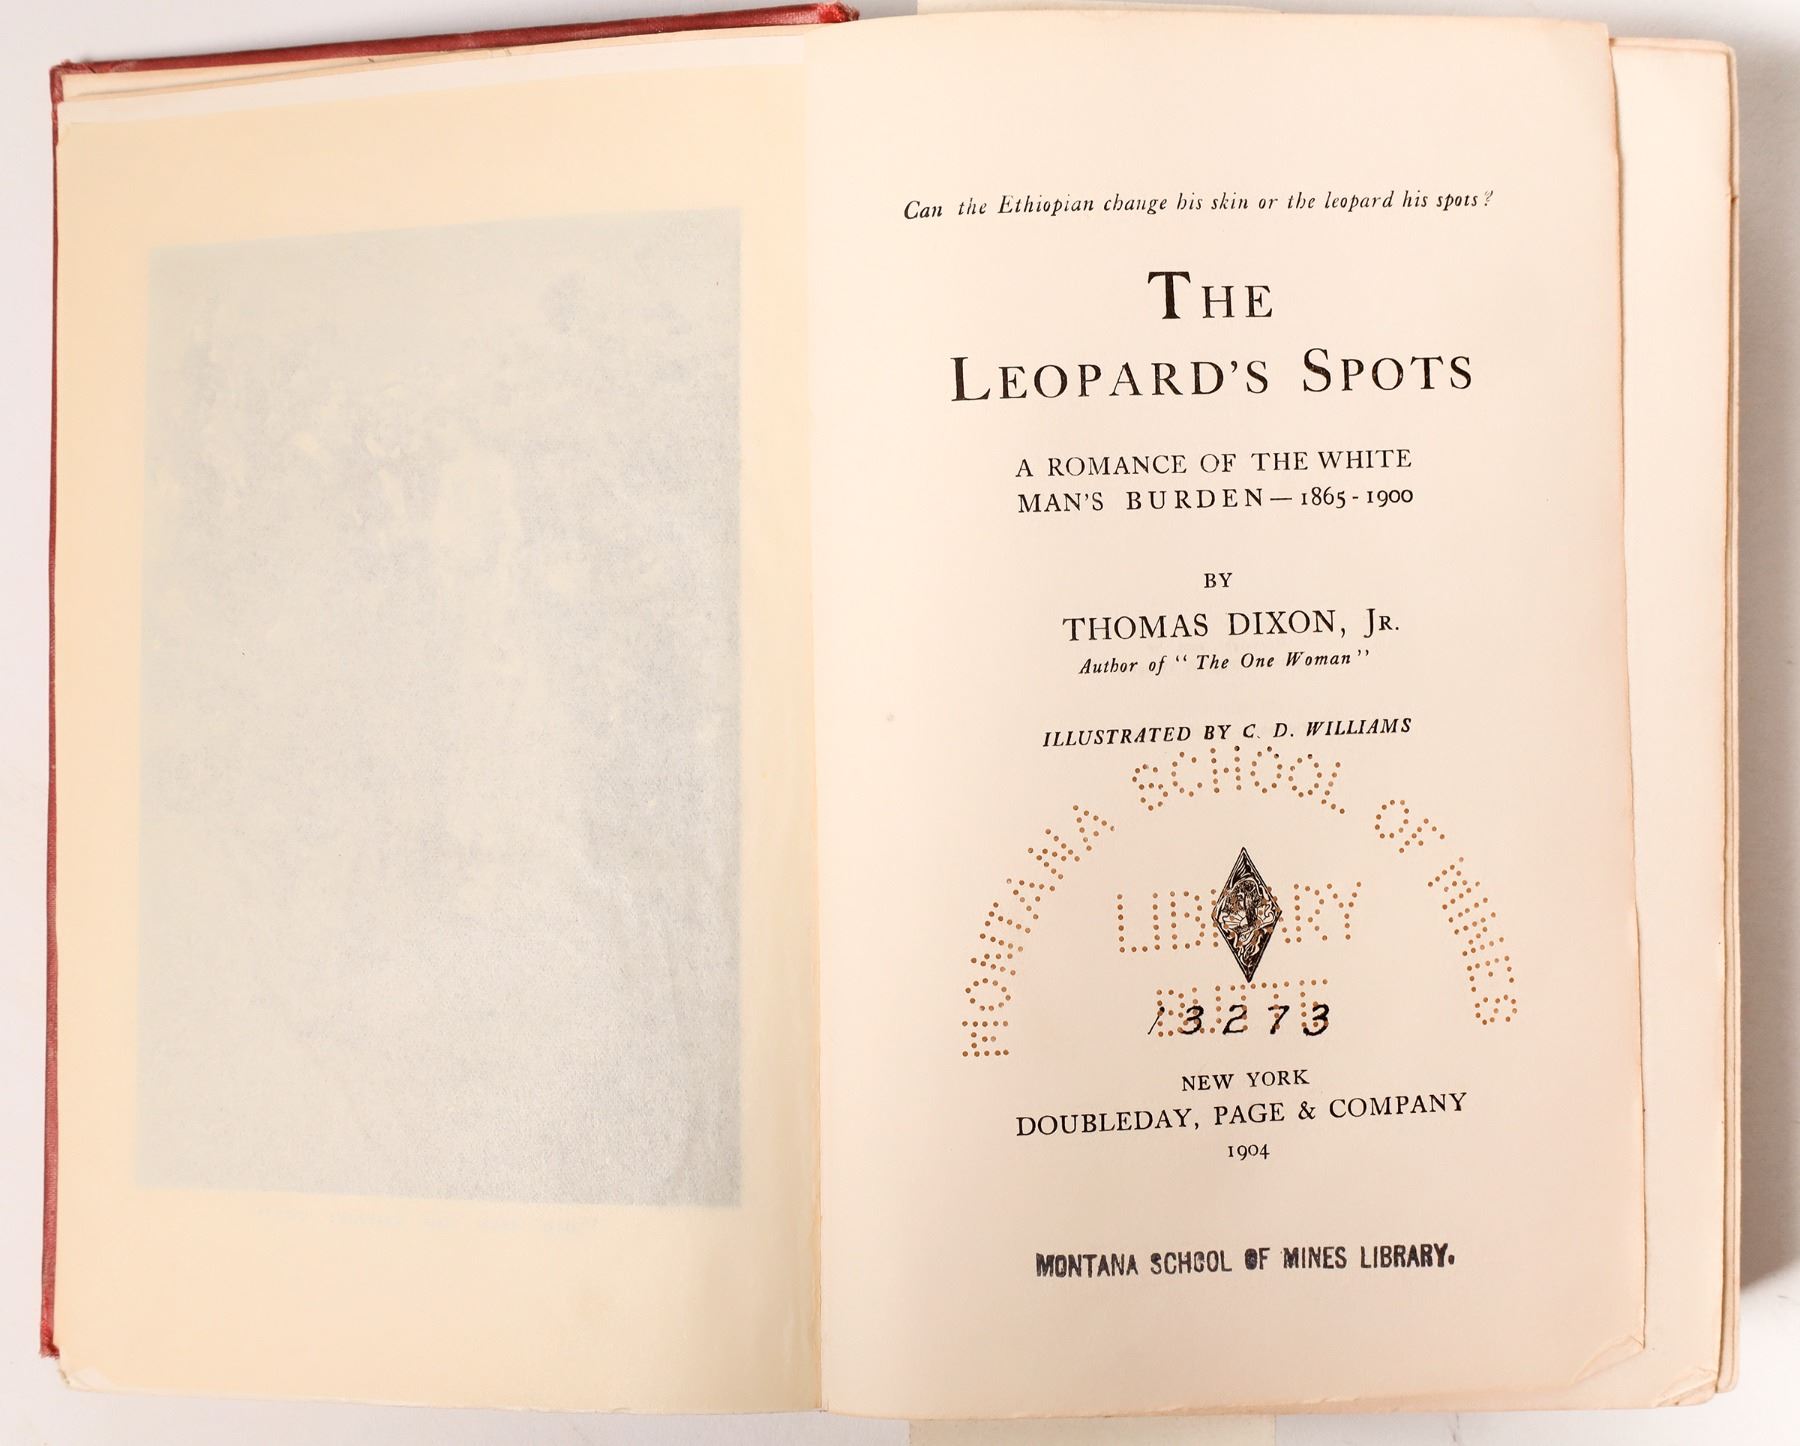 Can the Ethiopian change his skin or the leopard his spots?
THE
LEOPARD'S SPOTS
A ROMANCE OF THE WHITE
MAN'S BURDEN — 1865-1900
BY
THOMAS DIXON, JR.
Author of "The One Woman"
ILLUSTRATED BY C. D. WILLIAMS
MONTANA SCHOOL OF MINES
LIBRARY
BUTTE
13273
NEW YORK
DOUBLEDAY, PAGE & COMPANY
1904
MONTANA SCHOOL OF MINES LIBRARY.